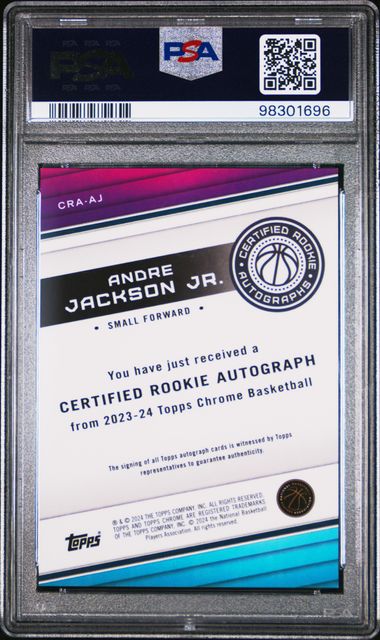 PSA
PSA
98301696
CRA-AJ
CERTIFIED ROOKIE
AUTOGRAPHS
ANDRE
JACKSON JR.
• SMALL FORWARD •
You have just received a
CERTIFIED ROOKIE AUTOGRAPH
from 2023-24 Topps Chrome Basketball
The signing of all Topps autograph cards is witnessed by Topps
representatives to guarantee authenticity.
Topps
® & © 2024 THE TOPPS COMPANY, INC. ALL RIGHTS RESERVED.
TOPPS AND TOPPS CHROME ARE REGISTERED TRADEMARKS
OF THE TOPPS COMPANY, INC. © 2024 the National Basketball
Players Association. All rights reserved.